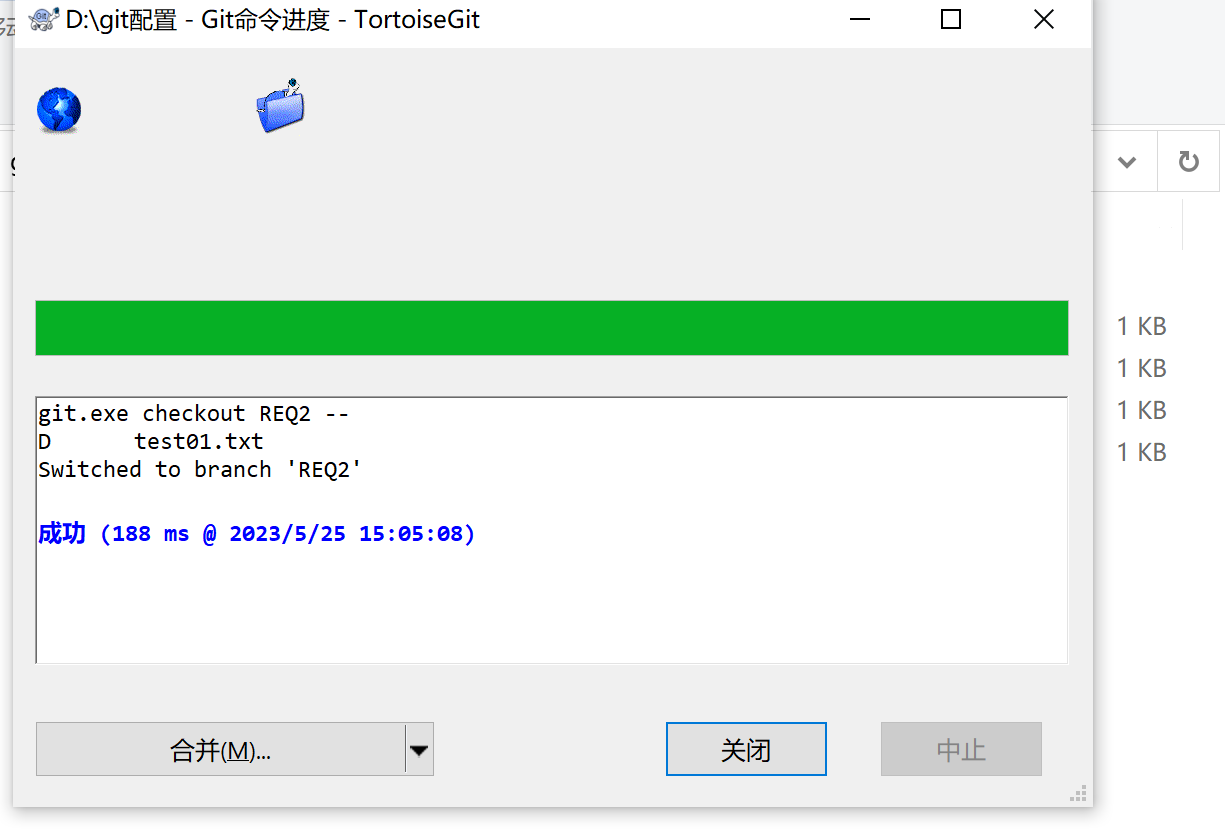 D:\git配置 - Git命令进度 - TortoiseGit
git.exe checkout REQ2 --
D test01.txt
Switched to branch 'REQ2'
成功 (188 ms @ 2023/5/25 15:05:08)
合并(M)...
关闭
中止
1 KB
1 KB
1 KB
1 KB